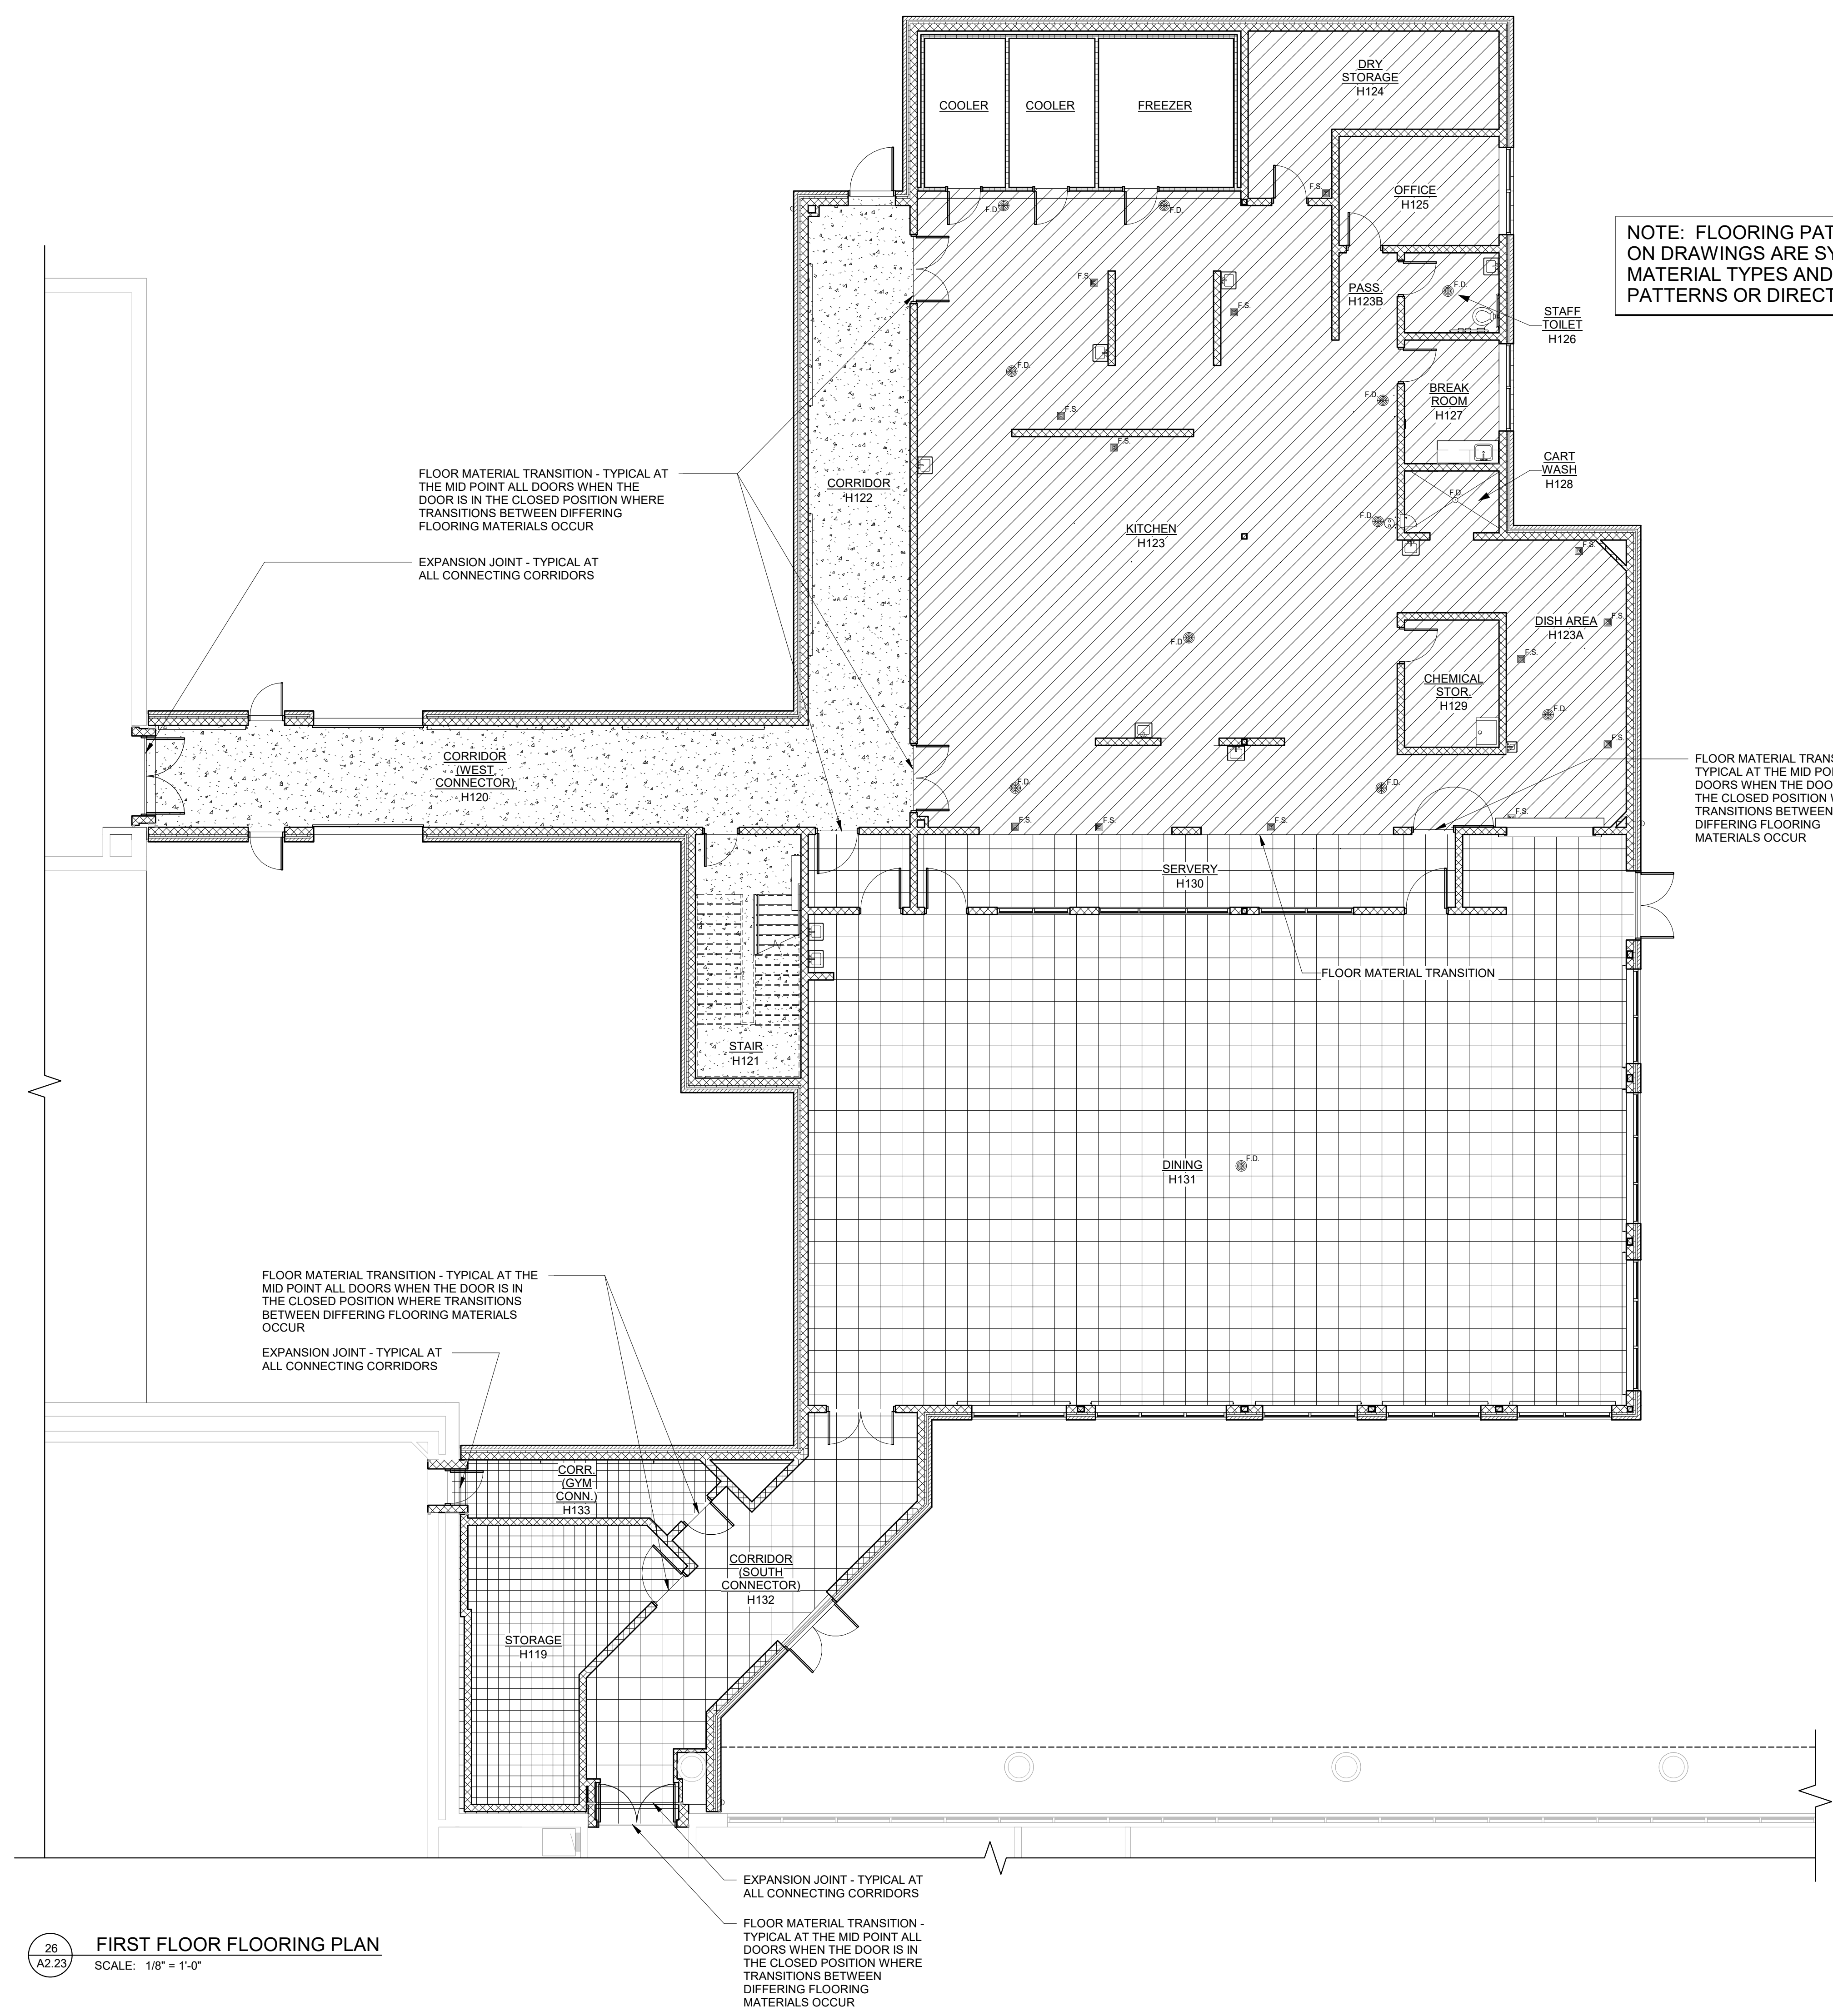 DRY
STORAGE
H124
COOLER
COOLER
FREEZER
OFFICE
H125
F.S.
F.D.
F.D.
NOTE: FLOORING PAT
ON DRAWINGS ARE SY
MATERIAL TYPES AND
PATTERNS OR DIRECT
F.S.
F.S.
PASS.
H123B
F.D.
STAFF
TOILET
H126
F.D.
F.D.
BREAK
ROOM
H127
F.S.
F.S.
FLOOR MATERIAL TRANSITION - TYPICAL AT
THE MID POINT ALL DOORS WHEN THE
DOOR IS IN THE CLOSED POSITION WHERE
TRANSITIONS BETWEEN DIFFERING
FLOORING MATERIALS OCCUR
CORRIDOR
H122
CART
WASH
H128
F.D.
F.D.
KITCHEN
H123
EXPANSION JOINT - TYPICAL AT
ALL CONNECTING CORRIDORS
F.S.
F.S.
DISH AREA
H123A
F.D.
F.S.
CHEMICAL
STOR.
H129
F.D.
F.S.
CORRIDOR
(WEST
CONNECTOR)
H120
FLOOR MATERIAL TRANS
TYPICAL AT THE MID POI
DOORS WHEN THE DOO
THE CLOSED POSITION W
TRANSITIONS BETWEEN
DIFFERING FLOORING
MATERIALS OCCUR
F.D.
F.D.
F.S.
F.S.
F.S.
F.S.
SERVERY
H130
FLOOR MATERIAL TRANSITION
STAIR
H121
DINING
H131
F.D.
FLOOR MATERIAL TRANSITION - TYPICAL AT THE
MID POINT ALL DOORS WHEN THE DOOR IS IN
THE CLOSED POSITION WHERE TRANSITIONS
BETWEEN DIFFERING FLOORING MATERIALS
OCCUR
EXPANSION JOINT - TYPICAL AT
ALL CONNECTING CORRIDORS
CORR.
(GYM
CONN.)
H133
CORRIDOR
(SOUTH
CONNECTOR)
H132
STORAGE
H119
EXPANSION JOINT - TYPICAL AT
ALL CONNECTING CORRIDORS
FLOOR MATERIAL TRANSITION -
TYPICAL AT THE MID POINT ALL
DOORS WHEN THE DOOR IS IN
THE CLOSED POSITION WHERE
TRANSITIONS BETWEEN
DIFFERING FLOORING
MATERIALS OCCUR
26
A2.23
FIRST FLOOR FLOORING PLAN
SCALE: 1/8" = 1'-0"